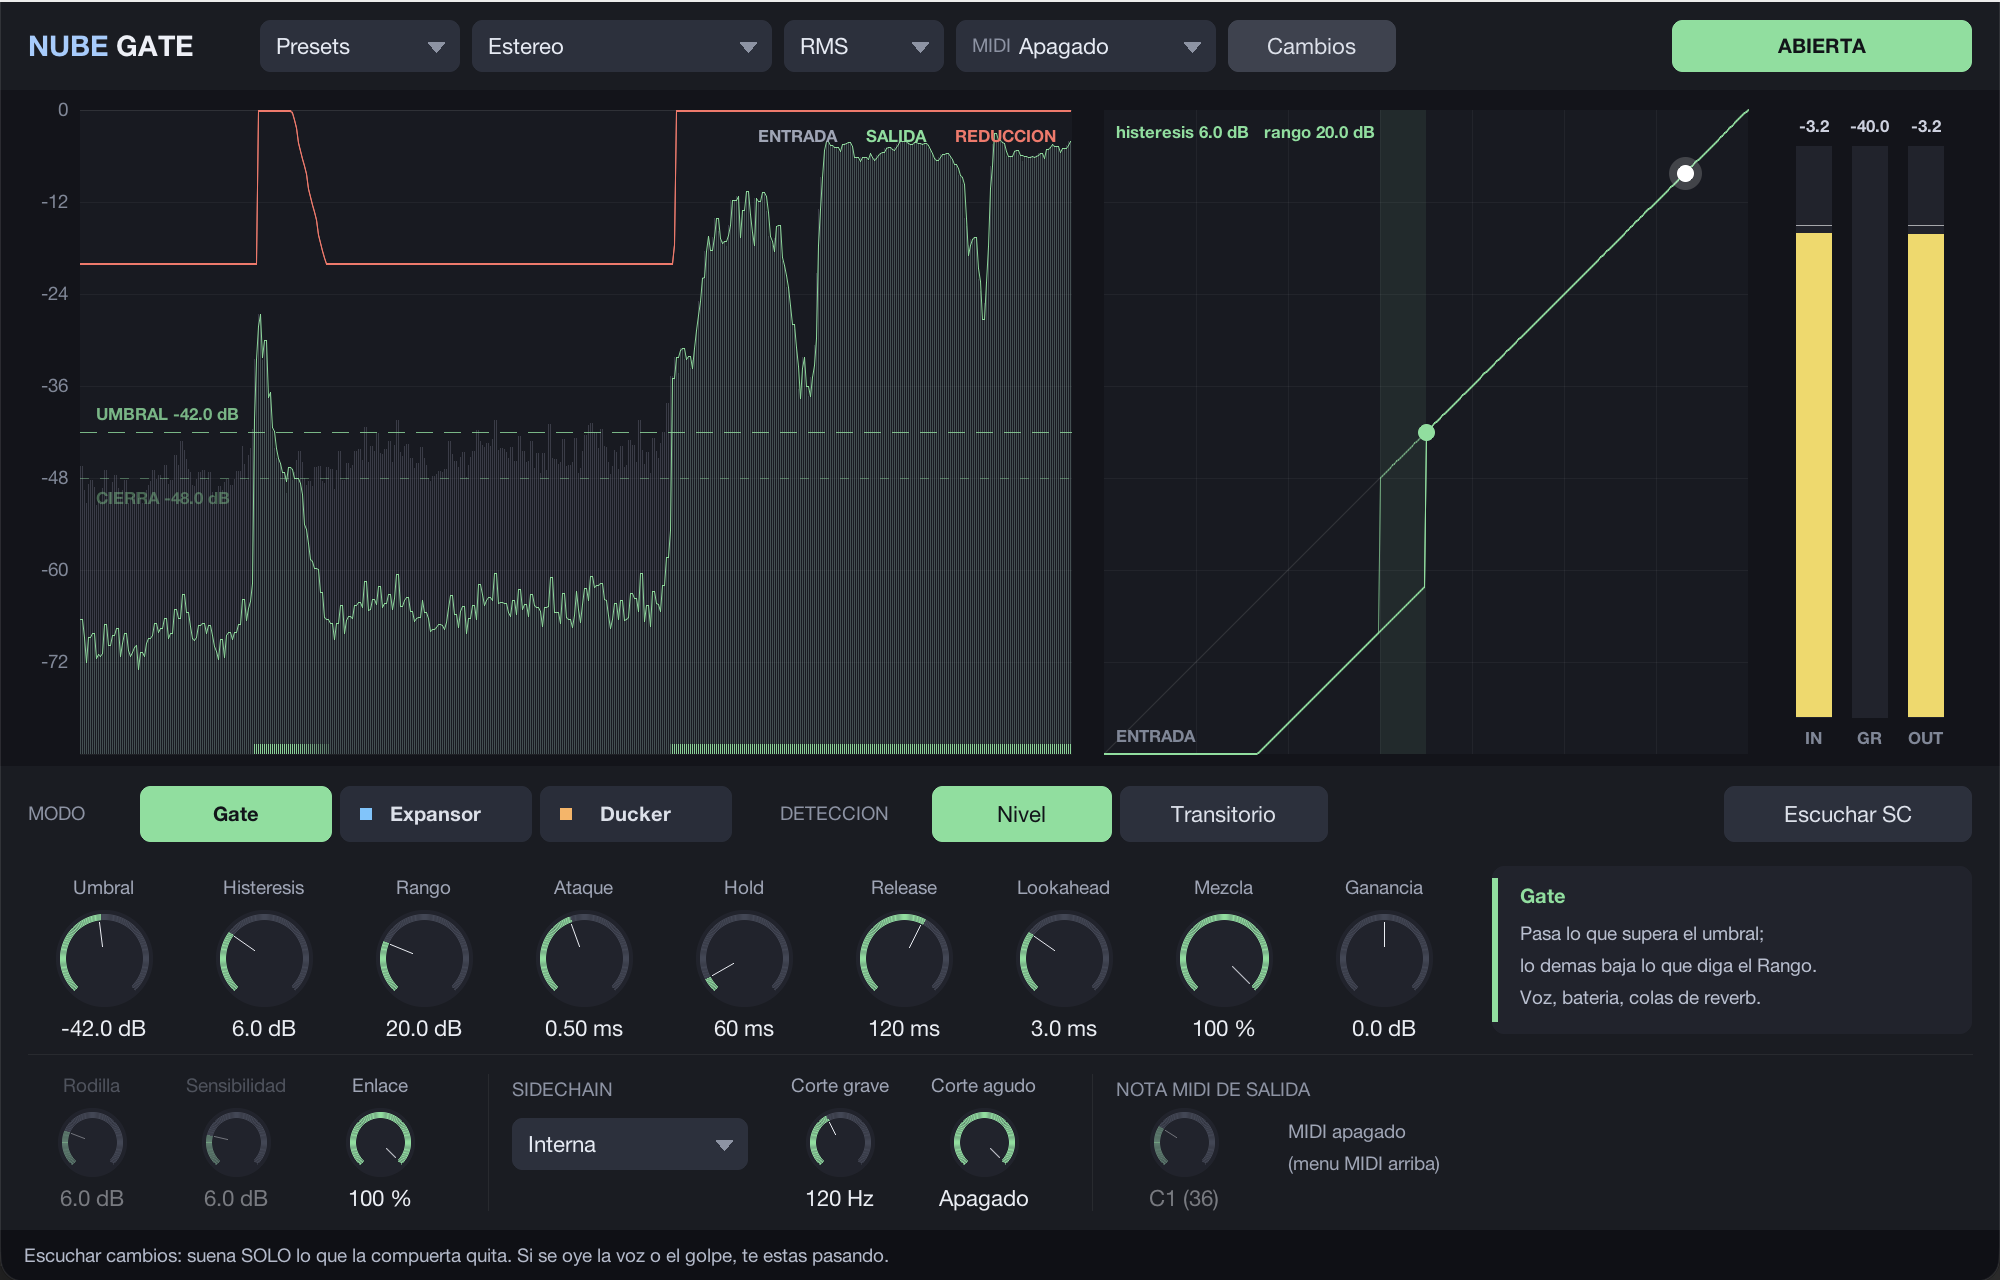 NUBE GATE Presets Estereo RMS MIDI Apagado Cambios ABIERTA
0
-12
-24
-36
-48
-60
-72
ENTRADA SALIDA REDUCCION
UMBRAL -42.0 dB
CIERRA -48.0 dB
histeresis 6.0 dB rango 20.0 dB
ENTRADA
-3.2 -40.0 -3.2
IN GR OUT
MODO Gate Expansor Ducker DETECCION Nivel Transitorio Escuchar SC
Umbral Histeresis Rango Ataque Hold Release Lookahead Mezcla Ganancia
-42.0 dB 6.0 dB 20.0 dB 0.50 ms 60 ms 120 ms 3.0 ms 100 % 0.0 dB
Gate
Pasa lo que supera el umbral;
lo demas baja lo que diga el Rango.
Voz, bateria, colas de reverb.
Rodilla Sensibilidad Enlace
6.0 dB 6.0 dB 100 %
SIDECHAIN
Interna
Corte grave Corte agudo
120 Hz Apagado
NOTA MIDI DE SALIDA
C1 (36)
MIDI apagado
(menu MIDI arriba)
Escuchar cambios: suena SOLO lo que la compuerta quita. Si se oye la voz o el golpe, te estas pasando.